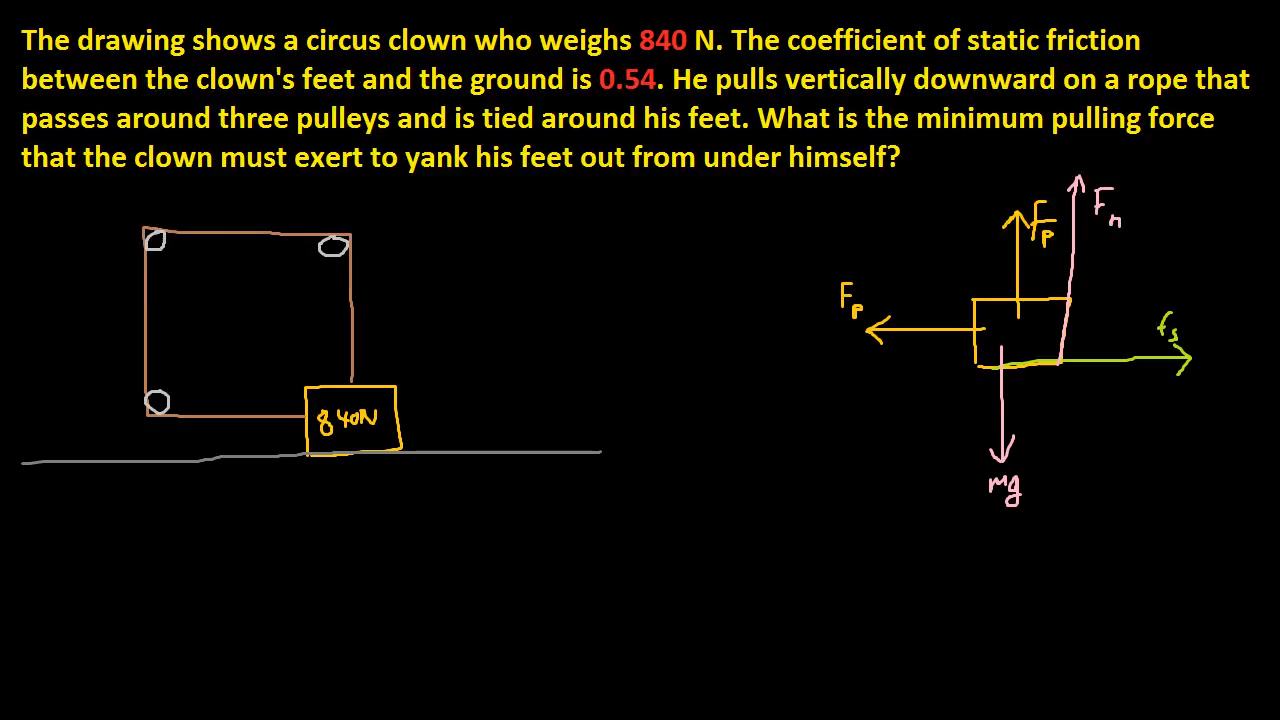 The drawing shows a circus clown who weighs 840 N. The coefficient of static friction
between the clown's feet and the ground is 0.54. He pulls vertically downward on a rope that
passes around three pulleys and is tied around his feet. What is the minimum pulling force
that the clown must exert to yank his feet out from under himself?
Fn
Fp
Fp
fs
840N
mg